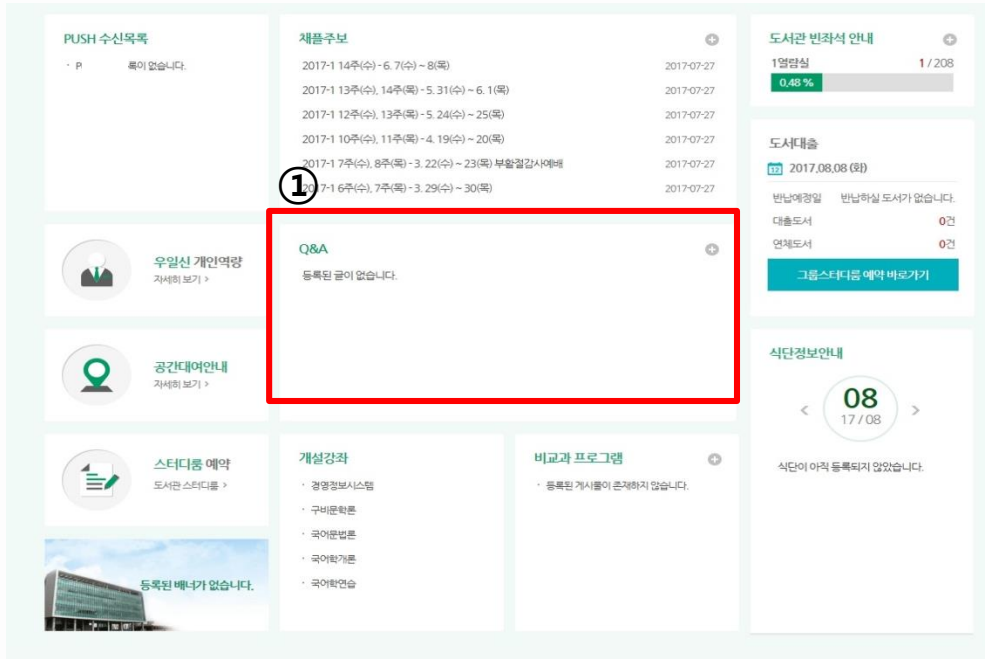 PUSH 수신목록
· P 록이 없습니다.
우일신 개인역량
자세히 보기 >
공간대여안내
자세히 보기 >
스터디룸 예약
도서관 스터디룸 >
등록된 배너가 없습니다.
채플주보
2017-1 14주(수) - 6. 7(수) ~ 8(목) 2017-07-27
2017-1 13주(수), 14주(목) - 5. 31(수) ~ 6. 1(목) 2017-07-27
2017-1 12주(수), 13주(목) - 5. 24(수) ~ 25(목) 2017-07-27
2017-1 10주(수), 11주(목) - 4. 19(수) ~ 20(목) 2017-07-27
2017-1 7주(수), 8주(목) - 3. 22(수) ~ 23(목) 부활절감사예배 2017-07-27
2017-1 6주(수), 7주(목) - 3. 29(수) ~ 30(목) 2017-07-27
①
Q&A
등록된 글이 없습니다.
개설강좌
· 경영정보시스템
· 구비문학론
· 국어문법론
· 국어학개론
· 국어학연습
비교과 프로그램
· 등록된 게시물이 존재하지 않습니다.
도서관 빈좌석 안내
1열람실 1 / 208
0.48 %
도서대출
12 2017.08.08 (화)
반납예정일 반납하실 도서가 없습니다.
대출도서 0건
연체도서 0건
그룹스터디룸 예약 바로가기
식단정보안내
< 08 >
17 / 08
식단이 아직 등록되지 않았습니다.